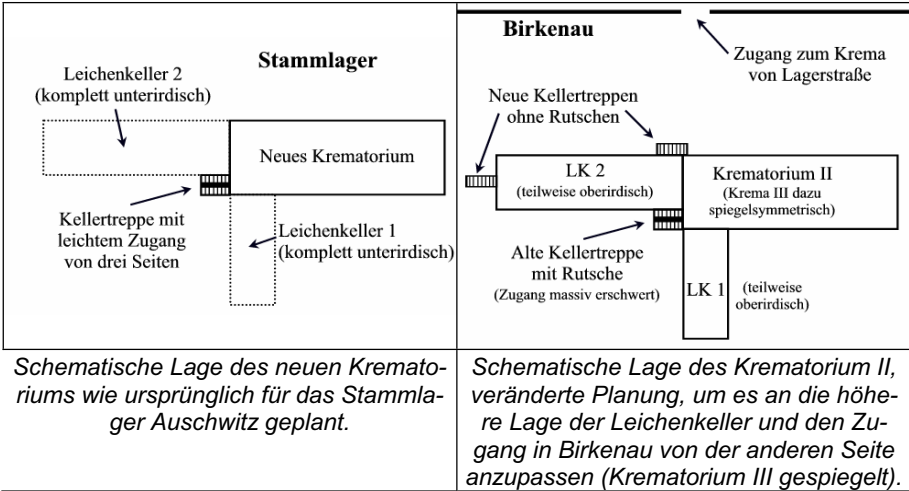 Stammlager
Leichenkeller 2
(komplett unterirdisch)
Neues Krematorium
Kellertreppe mit
leichtem Zugang
von drei Seiten
Leichenkeller 1
(komplett unterirdisch)
Schematische Lage des neuen Kremato-
riums wie ursprünglich für das Stammla-
ger Auschwitz geplant.
Birkenau
Zugang zum Krema
von Lagerstraße
Neue Kellertreppen
ohne Rutschen
LK 2
(teilweise oberirdisch)
Krematorium II
(Krema III dazu
spiegelsymmetrisch)
Alte Kellertreppe
mit Rutsche
(Zugang massiv erschwert)
LK 1
(teilweise
oberirdisch)
Schematische Lage des Krematorium II,
veränderte Planung, um es an die höhe-
re Lage der Leichenkeller und den Zu-
gang in Birkenau von der anderen Seite
anzupassen (Krematorium III gespiegelt).